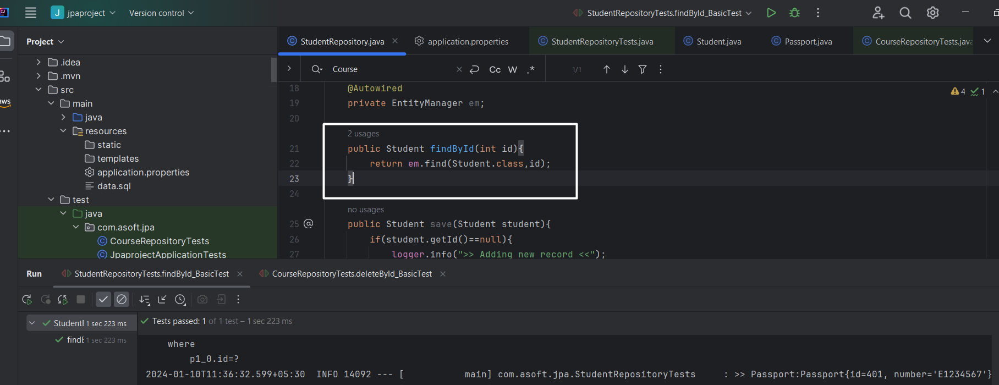 J jpaproject Version control StudentRepositoryTests.findById_BasicTest
Project
StudentRepository.java application.properties StudentRepositoryTests.java Student.java Passport.java CourseRepositoryTests.java
Course Cc W .* 1/1
.idea
.mvn
src
main
java
resources
static
templates
application.properties
data.sql
test
java
com.asoft.jpa
CourseRepositoryTests
JpaprojectApplicationTests
aws
4 1
18 @Autowired
19 private EntityManager em;
20
2 usages
21 public Student findById(int id){
22 return em.find(Student.class,id);
23 }
24
no usages
25 public Student save(Student student){
26 if(student.getId()==null){
27 logger.info(">> Adding new record <<");
Run StudentRepositoryTests.findById_BasicTest CourseRepositoryTests.deleteById_BasicTest
Student 1 sec 223 ms
find 1 sec 223 ms
Tests passed: 1 of 1 test – 1 sec 223 ms
where
p1_0.id=?
2024-01-10T11:36:32.599+05:30 INFO 14092 --- [ main] com.asoft.jpa.StudentRepositoryTests : >> Passport:Passport{id=401, number='E1234567'}